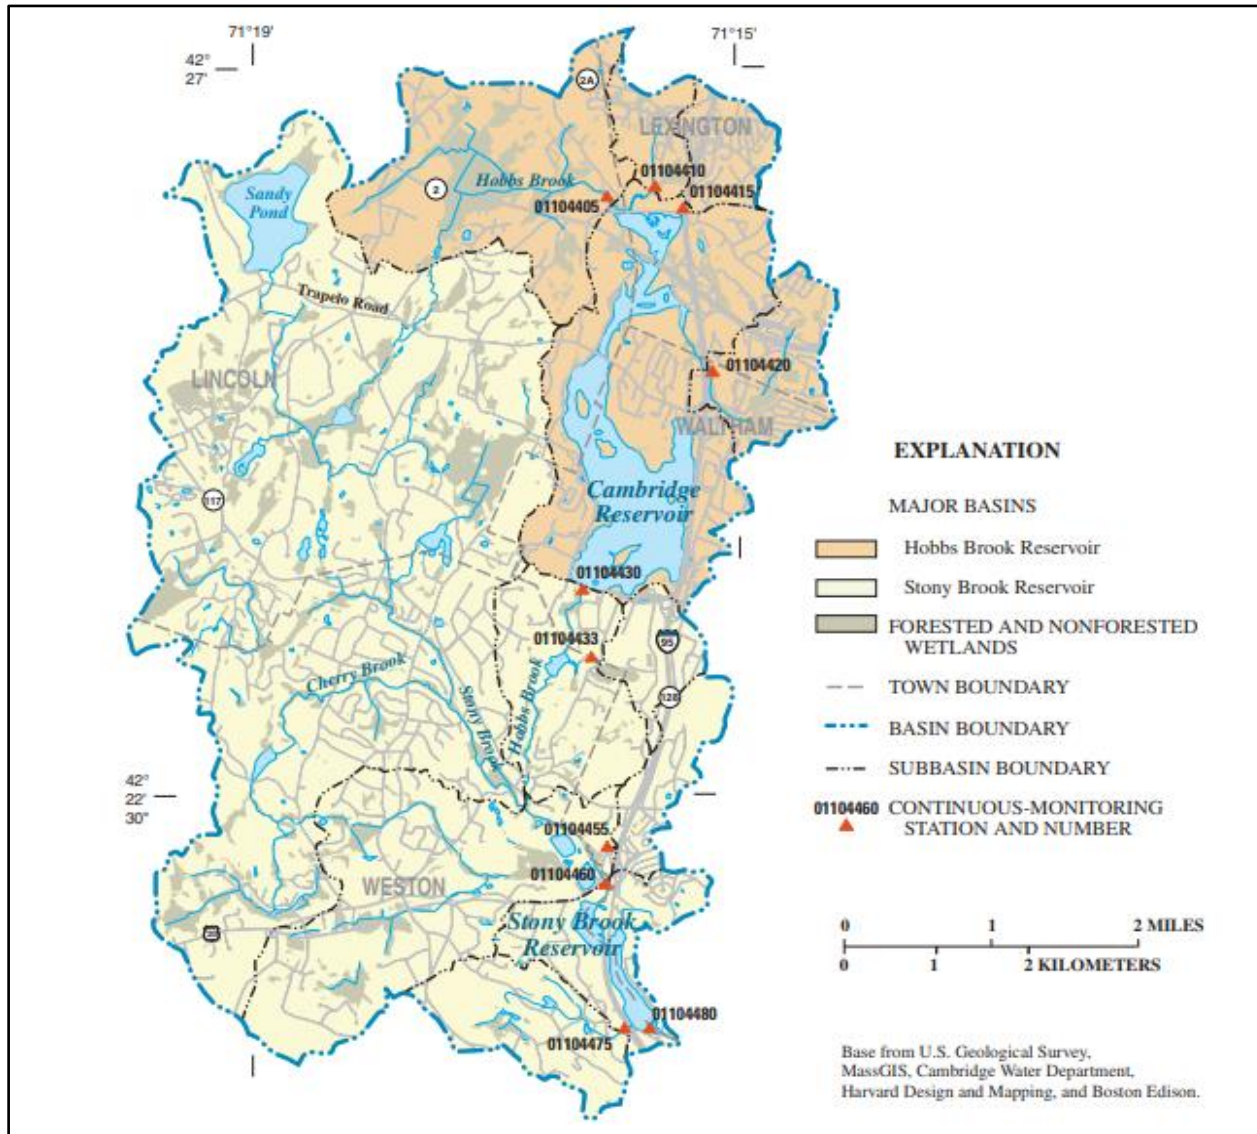 71°19'
71°15'
42°
27'
2A
LEXINGTON
01104410
Hobbs Brook
2
01104415
01104405
Sandy
Pond
Trapelo Road
01104420
LINCOLN
WALTHAM
117
Cambridge
Reservoir
01104430
01104433
95
128
Cherry Brook
Stony Brook
Hobbs Brook
42°
22'
30"
01104455
01104460
WESTON
Stony Brook
Reservoir
01104480
01104475
EXPLANATION
MAJOR BASINS
Hobbs Brook Reservoir
Stony Brook Reservoir
FORESTED AND NONFORESTED
WETLANDS
TOWN BOUNDARY
BASIN BOUNDARY
SUBBASIN BOUNDARY
01104460 CONTINUOUS-MONITORING
STATION AND NUMBER
0 1 2 MILES
0 1 2 KILOMETERS
Base from U.S. Geological Survey,
MassGIS, Cambridge Water Department,
Harvard Design and Mapping, and Boston Edison.